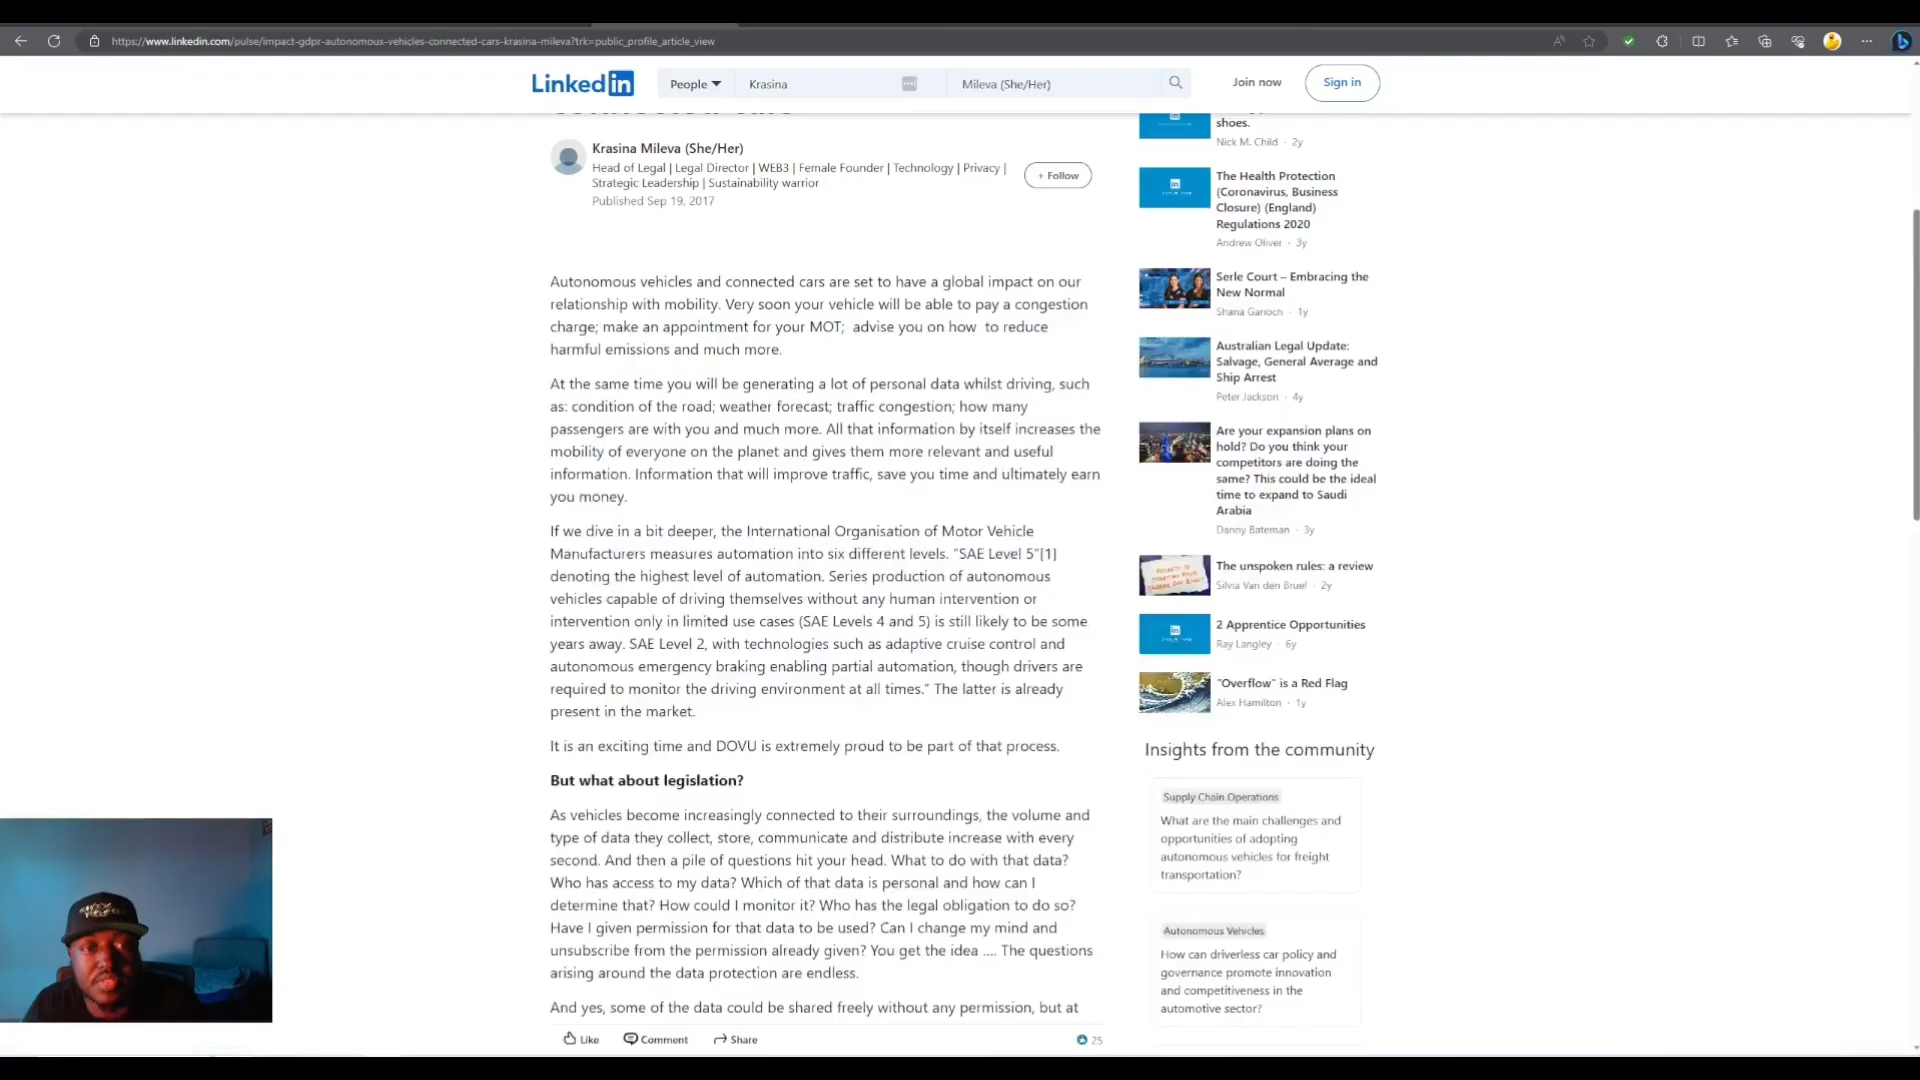 https://www.linkedin.com/pulse/impact-gdpr-autonomous-vehicles-connected-cars-krasina-mileva?trk=public_profile_article_view
Linkedin
People
Krasina
Mileva (She/Her)
Join now
Sign in
Krasina Mileva (She/Her)
Head of Legal | Legal Director | WEB3 | Female Founder | Technology | Privacy |
Strategic Leadership | Sustainability warrior
Published Sep 19, 2017
+ Follow
Autonomous vehicles and connected cars are set to have a global impact on our
relationship with mobility. Very soon your vehicle will be able to pay a congestion
charge; make an appointment for your MOT;  advise you on how  to reduce
harmful emissions and much more.
At the same time you will be generating a lot of personal data whilst driving, such
as: condition of the road; weather forecast; traffic congestion; how many
passengers are with you and much more. All that information by itself increases the
mobility of everyone on the planet and gives them more relevant and useful
information. Information that will improve traffic, save you time and ultimately earn
you money.
If we dive in a bit deeper, the International Organisation of Motor Vehicle
Manufacturers measures automation into six different levels. "SAE Level 5"[1]
denoting the highest level of automation. Series production of autonomous
vehicles capable of driving themselves without any human intervention or
intervention only in limited use cases (SAE Levels 4 and 5) is still likely to be some
years away. SAE Level 2, with technologies such as adaptive cruise control and
autonomous emergency braking enabling partial automation, though drivers are
required to monitor the driving environment at all times." The latter is already
present in the market.
It is an exciting time and DOVU is extremely proud to be part of that process.
But what about legislation?
As vehicles become increasingly connected to their surroundings, the volume and
type of data they collect, store, communicate and distribute increase with every
second. And then a pile of questions hit your head. What to do with that data?
Who has access to my data? Which of that data is personal and how can I
determine that? How could I monitor it? Who has the legal obligation to do so?
Have I given permission for that data to be used? Can I change my mind and
unsubscribe from the permission already given? You get the idea .... The questions
arising around the data protection are endless.
And yes, some of the data could be shared freely without any permission, but at
Like
Comment
Share
25
shoes.
Nick M. Child · 2y
The Health Protection
(Coronavirus, Business
Closure) (England)
Regulations 2020
Andrew Oliver · 3y
Serle Court – Embracing the
New Normal
Shana Garioch · 1y
Australian Legal Update:
Salvage, General Average and
Ship Arrest
Peter Jackson · 4y
Are your expansion plans on
hold? Do you think your
competitors are doing the
same? This could be the ideal
time to expand to Saudi
Arabia
Danny Bateman · 3y
The unspoken rules: a review
Silvia Van den Bruel · 2y
2 Apprentice Opportunities
Ray Langley · 6y
"Overflow" is a Red Flag
Alex Hamilton · 1y
Insights from the community
Supply Chain Operations
What are the main challenges and
opportunities of adopting
autonomous vehicles for freight
transportation?
Autonomous Vehicles
How can driverless car policy and
governance promote innovation
and competitiveness in the
automotive sector?